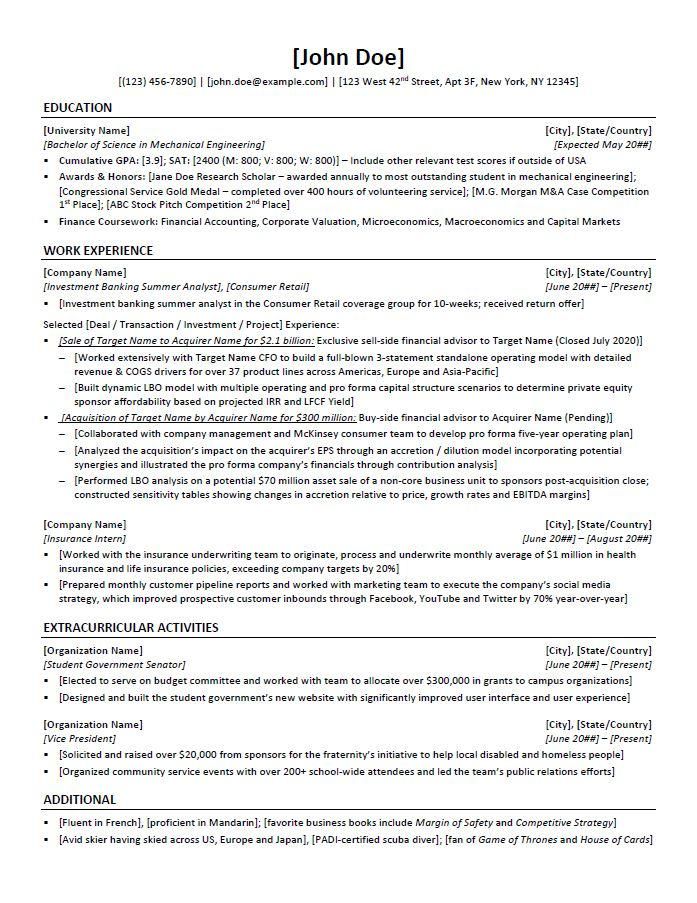 [John Doe]
[(123) 456-7890] | [john.doe@example.com] | [123 West 42nd Street, Apt 3F, New York, NY 12345]
EDUCATION
[University Name] [City], [State/Country]
[Bachelor of Science in Mechanical Engineering] [Expected May 20##]
▪ Cumulative GPA: [3.9]; SAT: [2400 (M: 800; V: 800; W: 800)] – Include other relevant test scores if outside of USA
▪ Awards & Honors: [Jane Doe Research Scholar – awarded annually to most outstanding student in mechanical engineering];
[Congressional Service Gold Medal – completed over 400 hours of volunteering service]; [M.G. Morgan M&A Case Competition
1st Place]; [ABC Stock Pitch Competition 2nd Place]
▪ Finance Coursework: Financial Accounting, Corporate Valuation, Microeconomics, Macroeconomics and Capital Markets
WORK EXPERIENCE
[Company Name] [City], [State/Country]
[Investment Banking Summer Analyst], [Consumer Retail] [June 20##] – [Present]
▪ [Investment banking summer analyst in the Consumer Retail coverage group for 10-weeks; received return offer]
Selected [Deal / Transaction / Investment / Project] Experience:
▪ [Sale of Target Name to Acquirer Name for $2.1 billion: Exclusive sell-side financial advisor to Target Name (Closed July 2020)]
– [Worked extensively with Target Name CFO to build a full-blown 3-statement standalone operating model with detailed
revenue & COGS drivers for over 37 product lines across Americas, Europe and Asia-Pacific]
– [Built dynamic LBO model with multiple operating and pro forma capital structure scenarios to determine private equity
sponsor affordability based on projected IRR and LFCF Yield]
▪ [Acquisition of Target Name by Acquirer Name for $300 million: Buy-side financial advisor to Acquirer Name (Pending)]
– [Collaborated with company management and McKinsey consumer team to develop pro forma five-year operating plan]
– [Analyzed the acquisition's impact on the acquirer's EPS through an accretion / dilution model incorporating potential
synergies and illustrated the pro forma company's financials through contribution analysis]
– [Performed LBO analysis on a potential $70 million asset sale of a non-core business unit to sponsors post-acquisition close;
constructed sensitivity tables showing changes in accretion relative to price, growth rates and EBITDA margins]
[Company Name] [City], [State/Country]
[Insurance Intern] [June 20##] – [August 20##]
▪ [Worked with the insurance underwriting team to originate, process and underwrite monthly average of $1 million in health
insurance and life insurance policies, exceeding company targets by 20%]
▪ [Prepared monthly customer pipeline reports and worked with marketing team to execute the company's social media
strategy, which improved prospective customer inbounds through Facebook, YouTube and Twitter by 70% year-over-year]
EXTRACURRICULAR ACTIVITIES
[Organization Name] [City], [State/Country]
[Student Government Senator] [June 20##] – [Present]
▪ [Elected to serve on budget committee and worked with team to allocate over $300,000 in grants to campus organizations]
▪ [Designed and built the student government's new website with significantly improved user interface and user experience]
[Organization Name] [City], [State/Country]
[Vice President] [June 20##] – [Present]
▪ [Solicited and raised over $20,000 from sponsors for the fraternity's initiative to help local disabled and homeless people]
▪ [Organized community service events with over 200+ school-wide attendees and led the team's public relations efforts]
ADDITIONAL
▪ [Fluent in French], [proficient in Mandarin]; [favorite business books include Margin of Safety and Competitive Strategy]
▪ [Avid skier having skied across US, Europe and Japan], [PADI-certified scuba diver]; [fan of Game of Thrones and House of Cards]